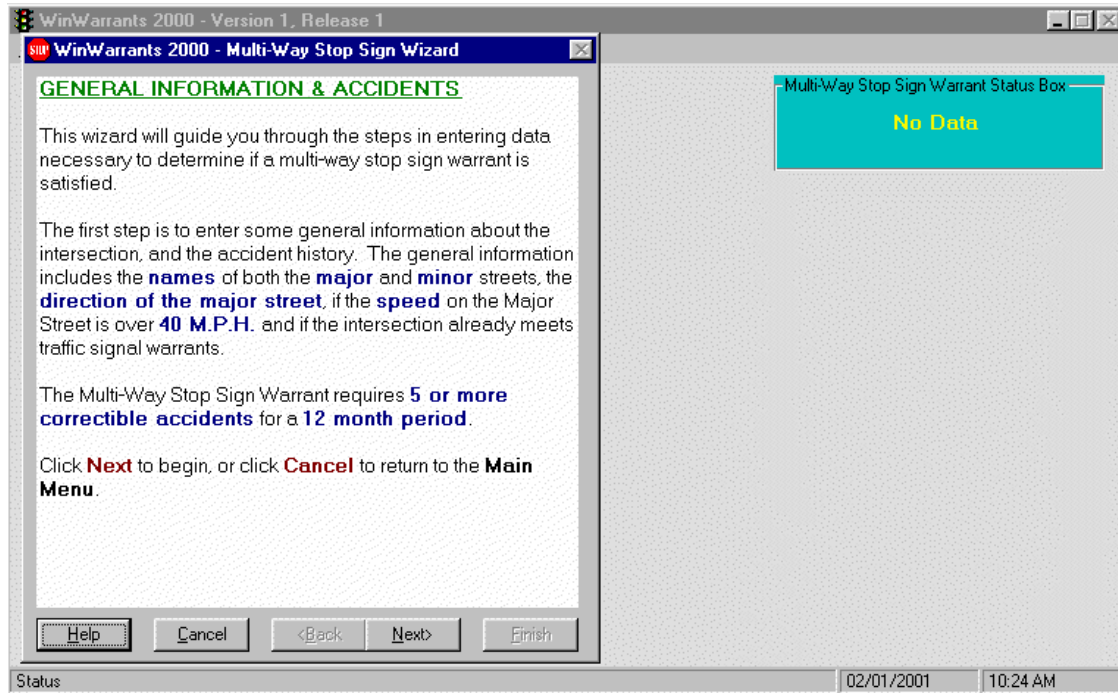 WinWarrants 2000 - Version 1, Release 1
STOP WinWarrants 2000 - Multi-Way Stop Sign Wizard
GENERAL INFORMATION & ACCIDENTS
This wizard will guide you through the steps in entering data
necessary to determine if a multi-way stop sign warrant is
satisfied.
The first step is to enter some general information about the
intersection, and the accident history. The general information
includes the names of both the major and minor streets, the
direction of the major street, if the speed on the Major
Street is over 40 M.P.H. and if the intersection already meets
traffic signal warrants.
The Multi-Way Stop Sign Warrant requires 5 or more
correctible accidents for a 12 month period.
Click Next to begin, or click Cancel to return to the Main
Menu.
Help Cancel <Back Next> Finish
Multi-Way Stop Sign Warrant Status Box
No Data
Status 02/01/2001 10:24 AM